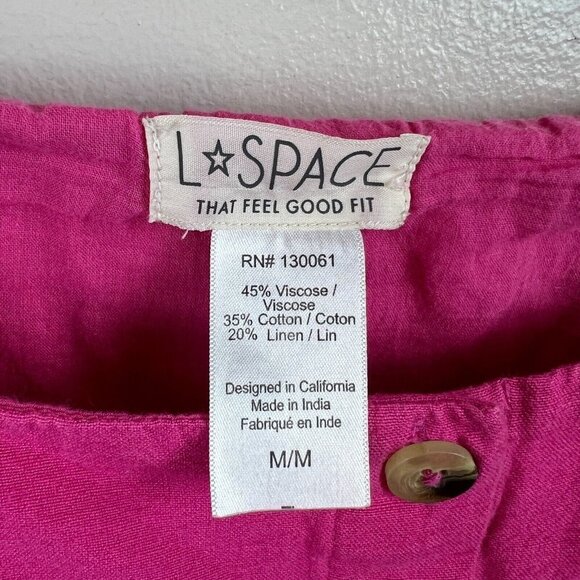 L☆SPACE
THAT FEEL GOOD FIT
RN# 130061
45% Viscose /
Viscose
35% Cotton / Coton
20% Linen / Lin
Designed in California
Made in India
Fabriqué en Inde
M/M